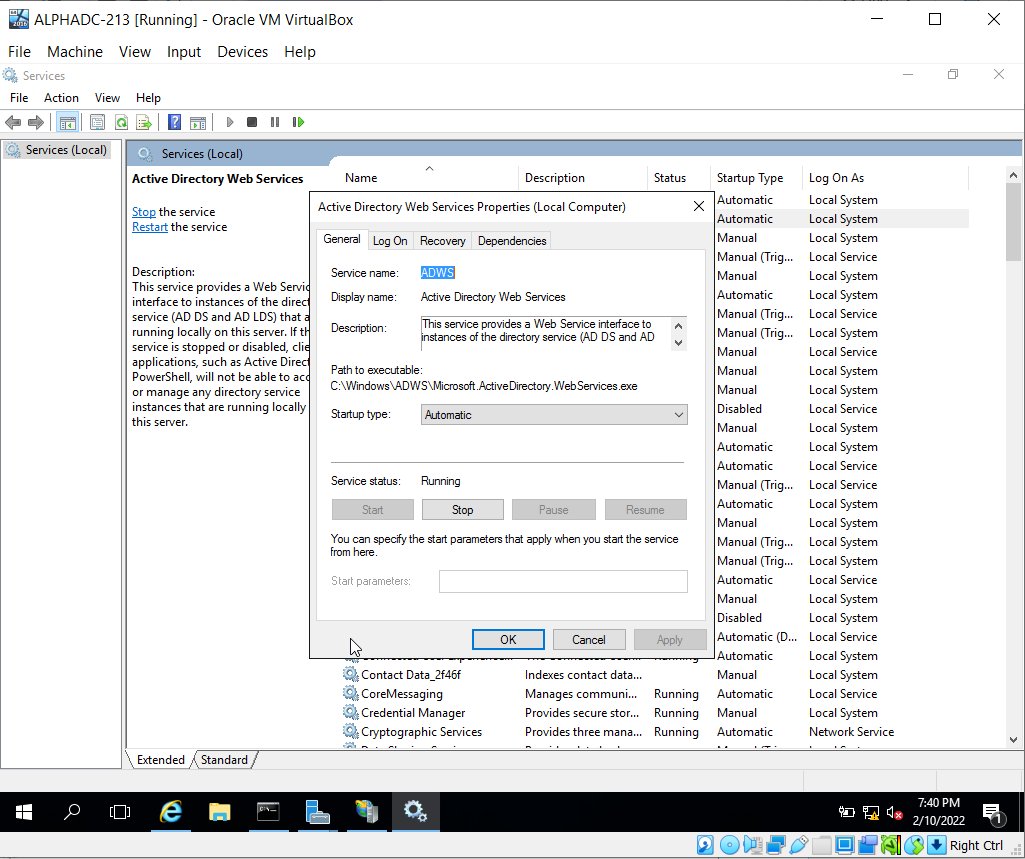 ALPHADC-213 [Running] - Oracle VM VirtualBox
File Machine View Input Devices Help
Services
File Action View Help
Services (Local)
Services (Local)
Active Directory Web Services
Stop the service
Restart the service
Description:
This service provides a Web Servic
interface to instances of the direct
service (AD DS and AD LDS) that a
running locally on this server. If th
service is stopped or disabled, clie
applications, such as Active Direct
PowerShell, will not be able to acc
or manage any directory service
instances that are running locally
this server.
Name Description Status Startup Type Log On As
Automatic Local System
Automatic Local System
Manual Local System
Manual (Trig... Local Service
Manual Local System
Automatic Local System
Manual (Trig... Local System
Manual (Trig... Local System
Manual Local Service
Manual Local System
Manual Local System
Disabled Local System
Manual Local System
Automatic Local System
Automatic Local Service
Manual (Trig... Local Service
Automatic Local System
Manual Local System
Manual (Trig... Local System
Manual (Trig... Local System
Automatic Local Service
Manual Local System
Disabled Local System
Automatic (D... Local Service
Automatic Local System
Active Directory Web Services Properties (Local Computer)
General Log On Recovery Dependencies
Service name: ADWS
Display name: Active Directory Web Services
Description: This service provides a Web Service interface to
instances of the directory service (AD DS and AD
Path to executable:
C:\Windows\ADWS\Microsoft.ActiveDirectory.WebServices.exe
Startup type: Automatic
Service status: Running
Start Stop Pause Resume
You can specify the start parameters that apply when you start the service
from here.
Start parameters:
OK Cancel Apply
Contact Data_2f46f Indexes contact data... Manual Local System
CoreMessaging Manages communi... Running Automatic Local System
Credential Manager Provides secure stor... Running Manual Local System
Cryptographic Services Provides three mana... Running Automatic Network Service
Extended Standard
7:40 PM
2/10/2022
1
Right Ctrl